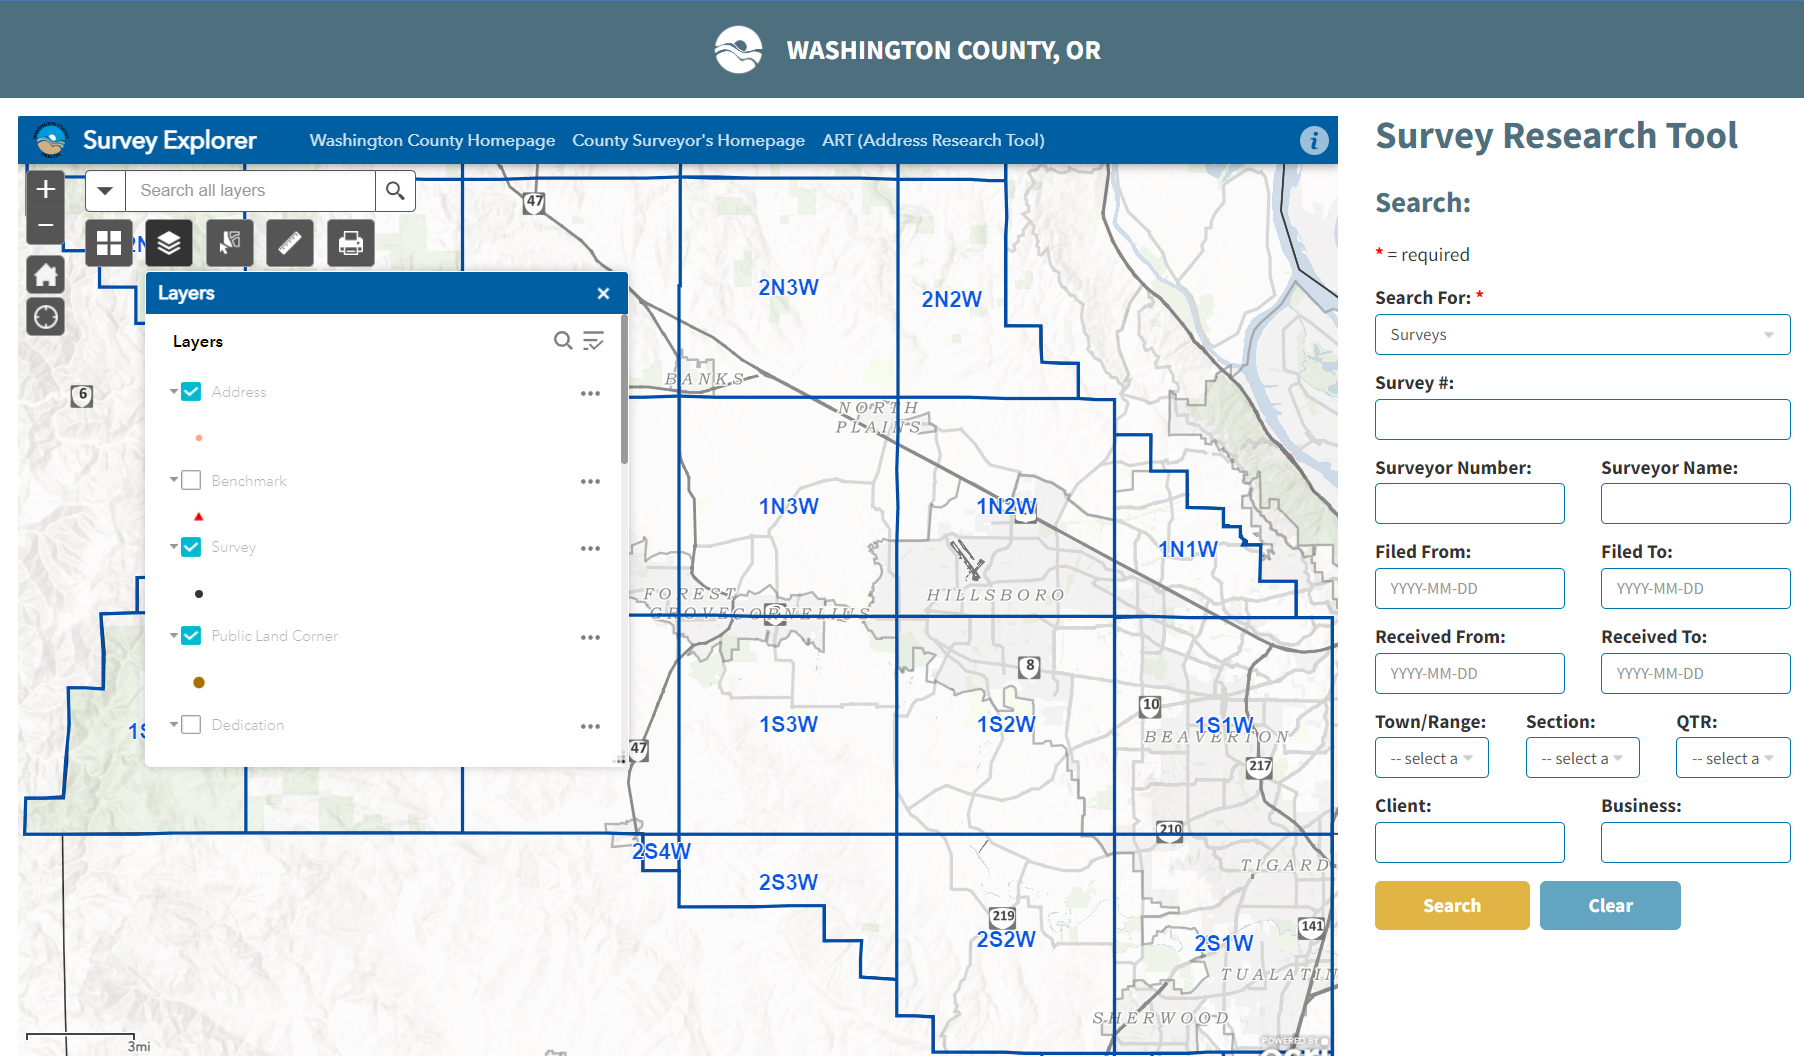 WASHINGTON COUNTY, OR
Survey Explorer
Washington County Homepage
County Surveyor's Homepage
ART (Address Research Tool)
Search all layers
Layers
Layers
Address
Benchmark
Survey
Public Land Corner
Dedication
47
6
2N3W
2N2W
BANKS
NORTH
PLAINS
1N3W
1N2W
1N1W
FOREST
GROVE
CORNELIUS
HILLSBORO
8
10
1S3W
1S2W
1S1W
BEAVERTON
217
47
210
2S4W
2S3W
TIGARD
219
2S2W
141
2S1W
TUALATIN
SHERWOOD
3mi
POWERED BY
Survey Research Tool
Search:
* = required
Search For: *
Surveys
Survey #:
Surveyor Number:
Surveyor Name:
Filed From:
Filed To:
YYYY-MM-DD
YYYY-MM-DD
Received From:
Received To:
YYYY-MM-DD
YYYY-MM-DD
Town/Range:
Section:
QTR:
-- select a
-- select a
-- select a
Client:
Business:
Search
Clear